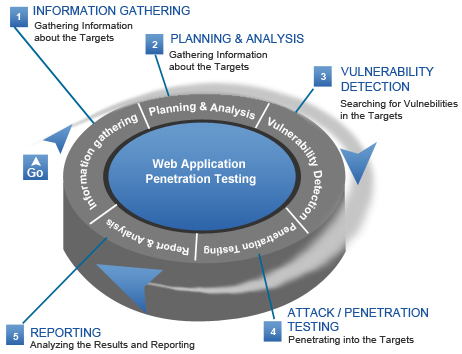 1
INFORMATION GATHERING
Gathering Information
about the Targets
2
PLANNING & ANALYSIS
Gathering Information
about the Targets
3
VULNERABILITY
DETECTION
Searching for Vulnebilities
in the Targets
Go
Information gathering
Planning & Analysis
Vulnerability Detection
Penetration Testing
Report & Analysis
Web Application
Penetration Testing
4
ATTACK / PENETRATION
TESTING
Penetrating into the Targets
5
REPORTING
Analyzing the Results and Reporting